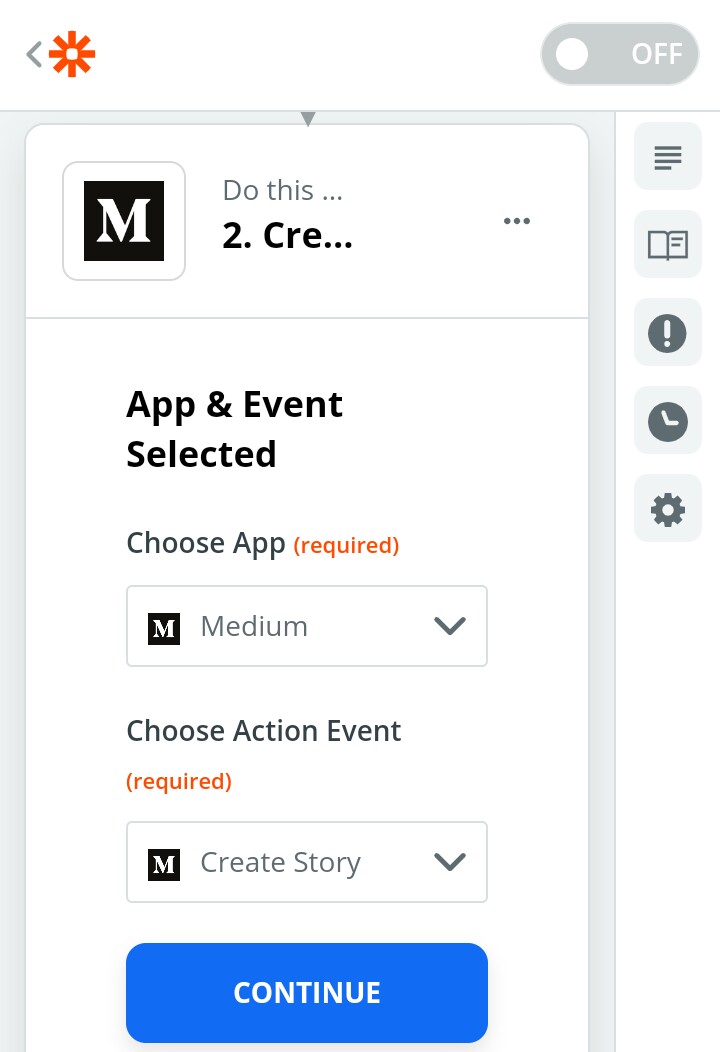 OFF
Do this ...
2. Cre...
App & Event
Selected
Choose App (required)
Medium
Choose Action Event
(required)
Create Story
CONTINUE